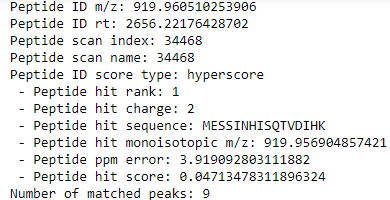 Peptide ID m/z: 919.960510253906
Peptide ID rt: 2656.22176428702
Peptide scan index: 34468
Peptide scan name: 34468
Peptide ID score type: hyperscore
- Peptide hit rank: 1
- Peptide hit charge: 2
- Peptide hit sequence: MESSINHISQTVDIHK
- Peptide hit monoisotopic m/z: 919.956904857421
- Peptide ppm error: 3.919092803111882
- Peptide hit score: 0.04713478311896324
Number of matched peaks: 9